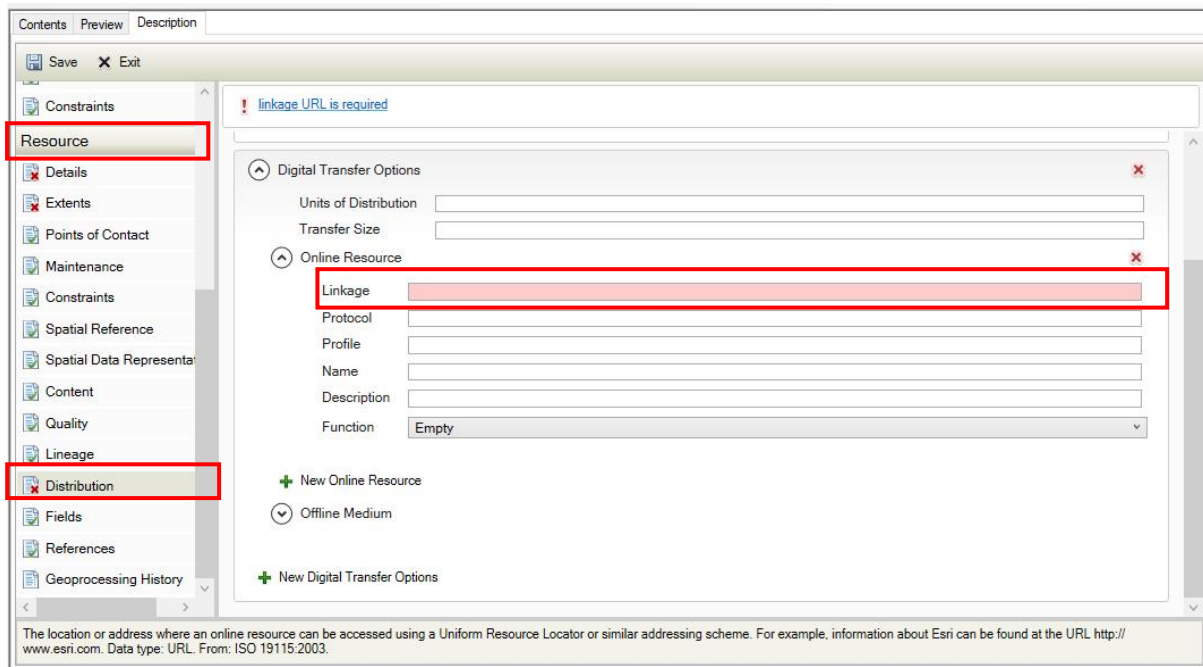 Contents Preview Description
Save Exit
Constraints
Resource
Details
Extents
Points of Contact
Maintenance
Constraints
Spatial Reference
Spatial Data Representat
Content
Quality
Lineage
Distribution
Fields
References
Geoprocessing History
! linkage URL is required
Digital Transfer Options
Units of Distribution
Transfer Size
Online Resource
Linkage
Protocol
Profile
Name
Description
Function Empty
New Online Resource
Offline Medium
New Digital Transfer Options
The location or address where an online resource can be accessed using a Uniform Resource Locator or similar addressing scheme. For example, information about Esri can be found at the URL http://
www.esri.com. Data type: URL. From: ISO 19115:2003.